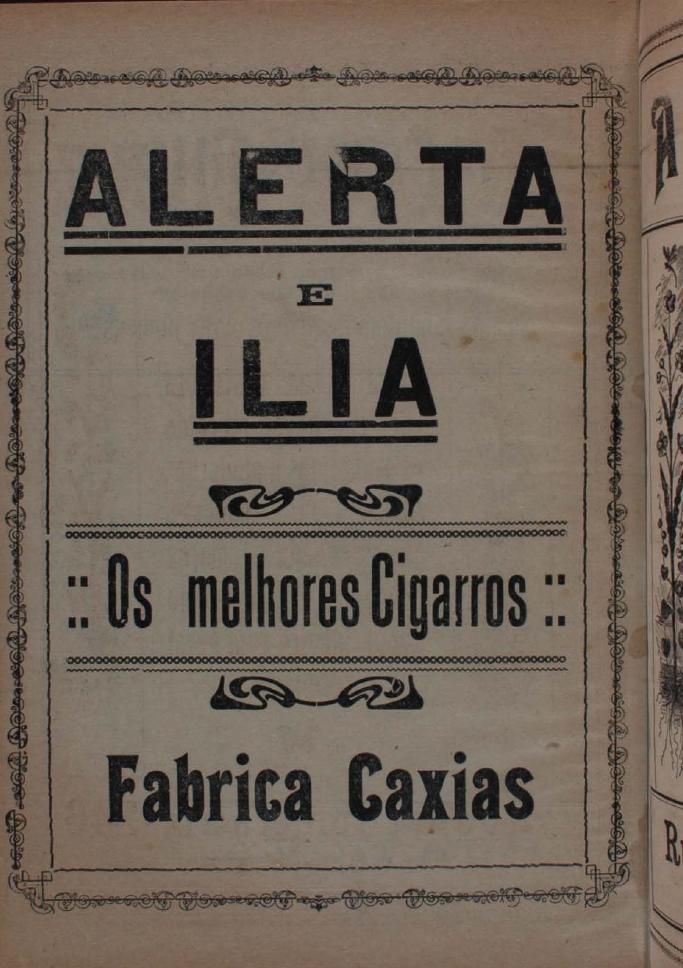 ALERTA
E
ILIA
:: Os melhores Cigarros ::
Fabrica Caxias
A